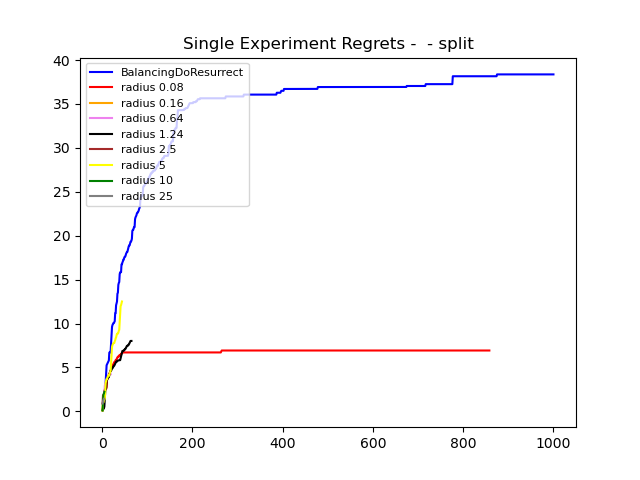 Single Experiment Regrets -  - split
40
35
30
25
20
15
10
5
0
BalancingDoResurrect
radius 0.08
radius 0.16
radius 0.64
radius 1.24
radius 2.5
radius 5
radius 10
radius 25
0 200 400 600 800 1000